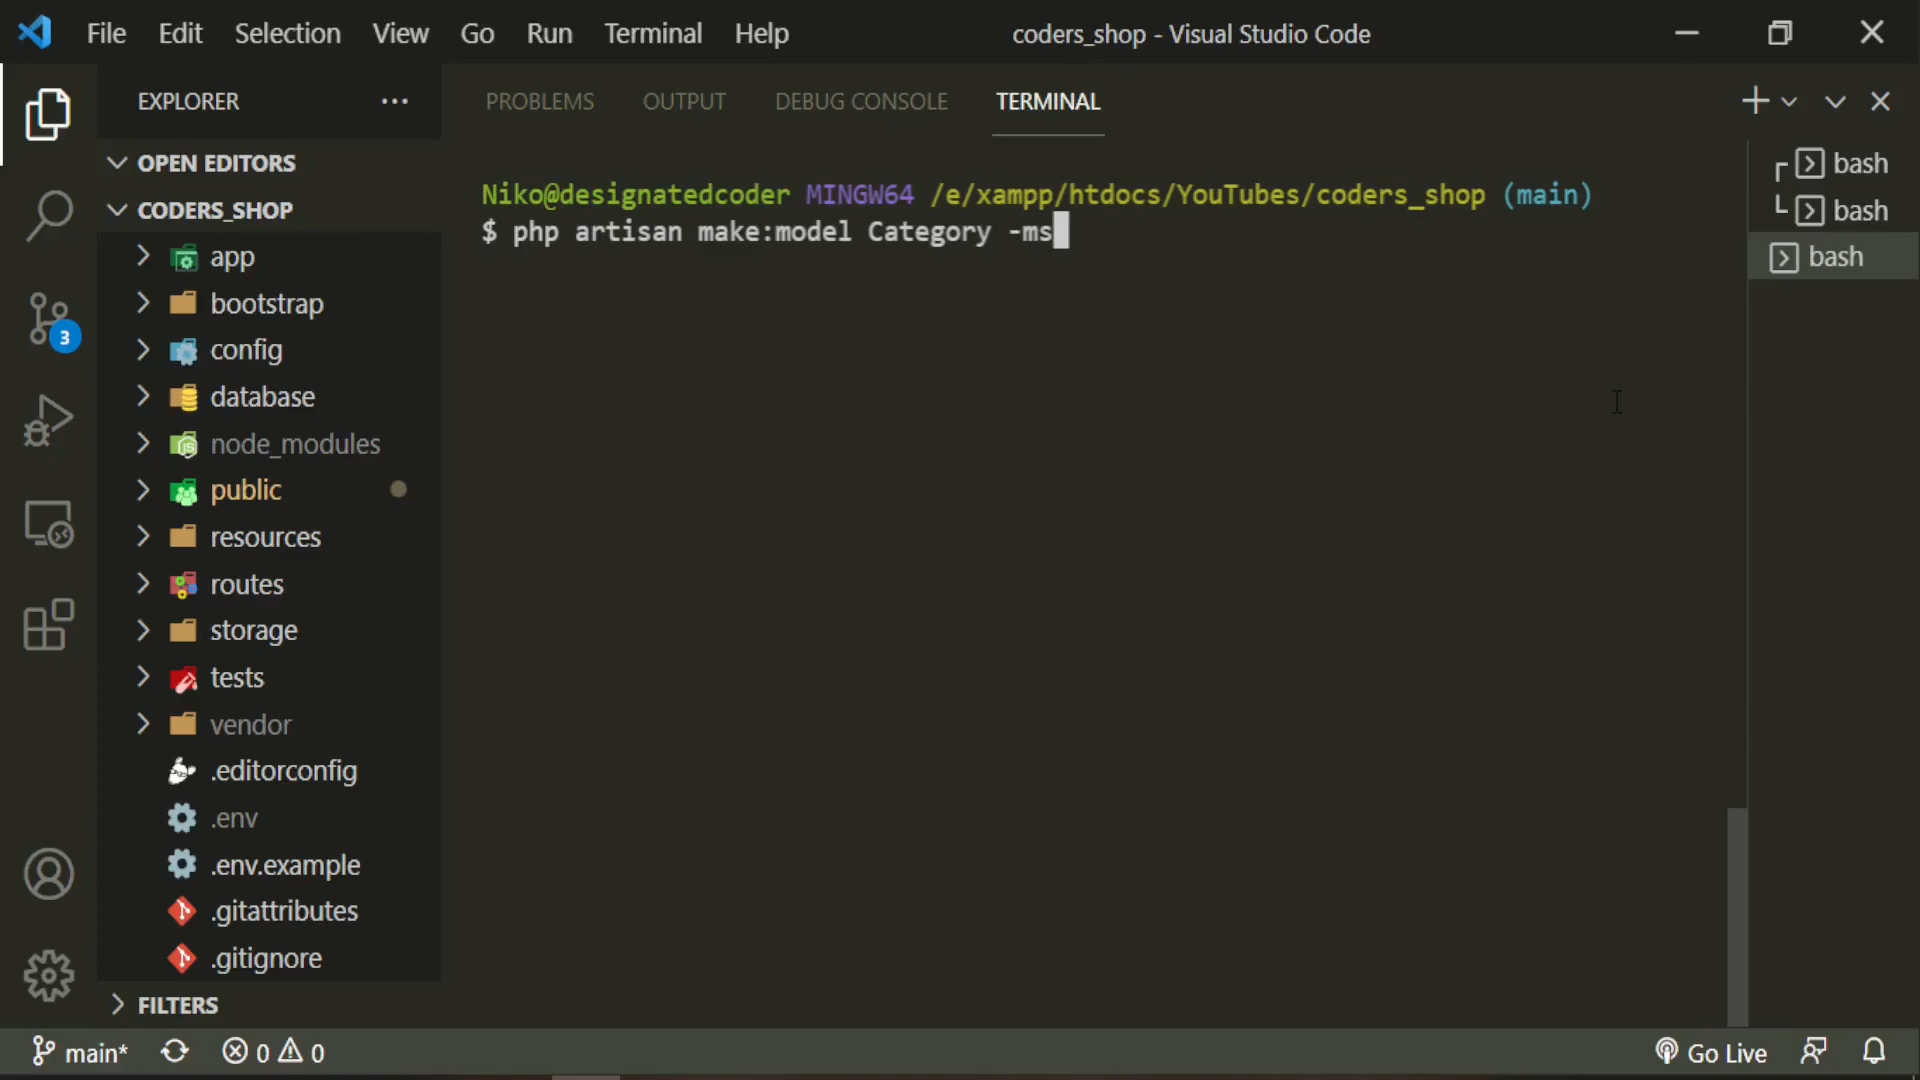 File Edit Selection View Go Run Terminal Help coders_shop - Visual Studio Code
EXPLORER
PROBLEMS OUTPUT DEBUG CONSOLE TERMINAL
OPEN EDITORS
CODERS_SHOP
app
bootstrap
config
database
node_modules
public
resources
routes
storage
tests
vendor
.editorconfig
.env
.env.example
.gitattributes
.gitignore
FILTERS
Niko@designatedcoder MINGW64 /e/xampp/htdocs/YouTubes/coders_shop (main)
$ php artisan make:model Category -ms
bash
bash
bash
3
main* 0 0 Go Live